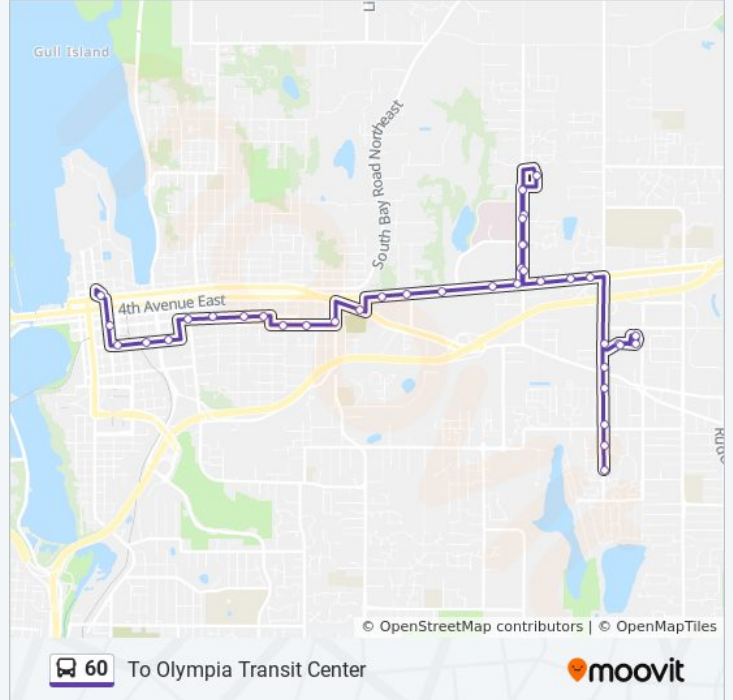 Gull Island
South Bay Road Northeast
4th Avenue East
© OpenStreetMap contributors | © OpenMapTiles
60 To Olympia Transit Center
moovit